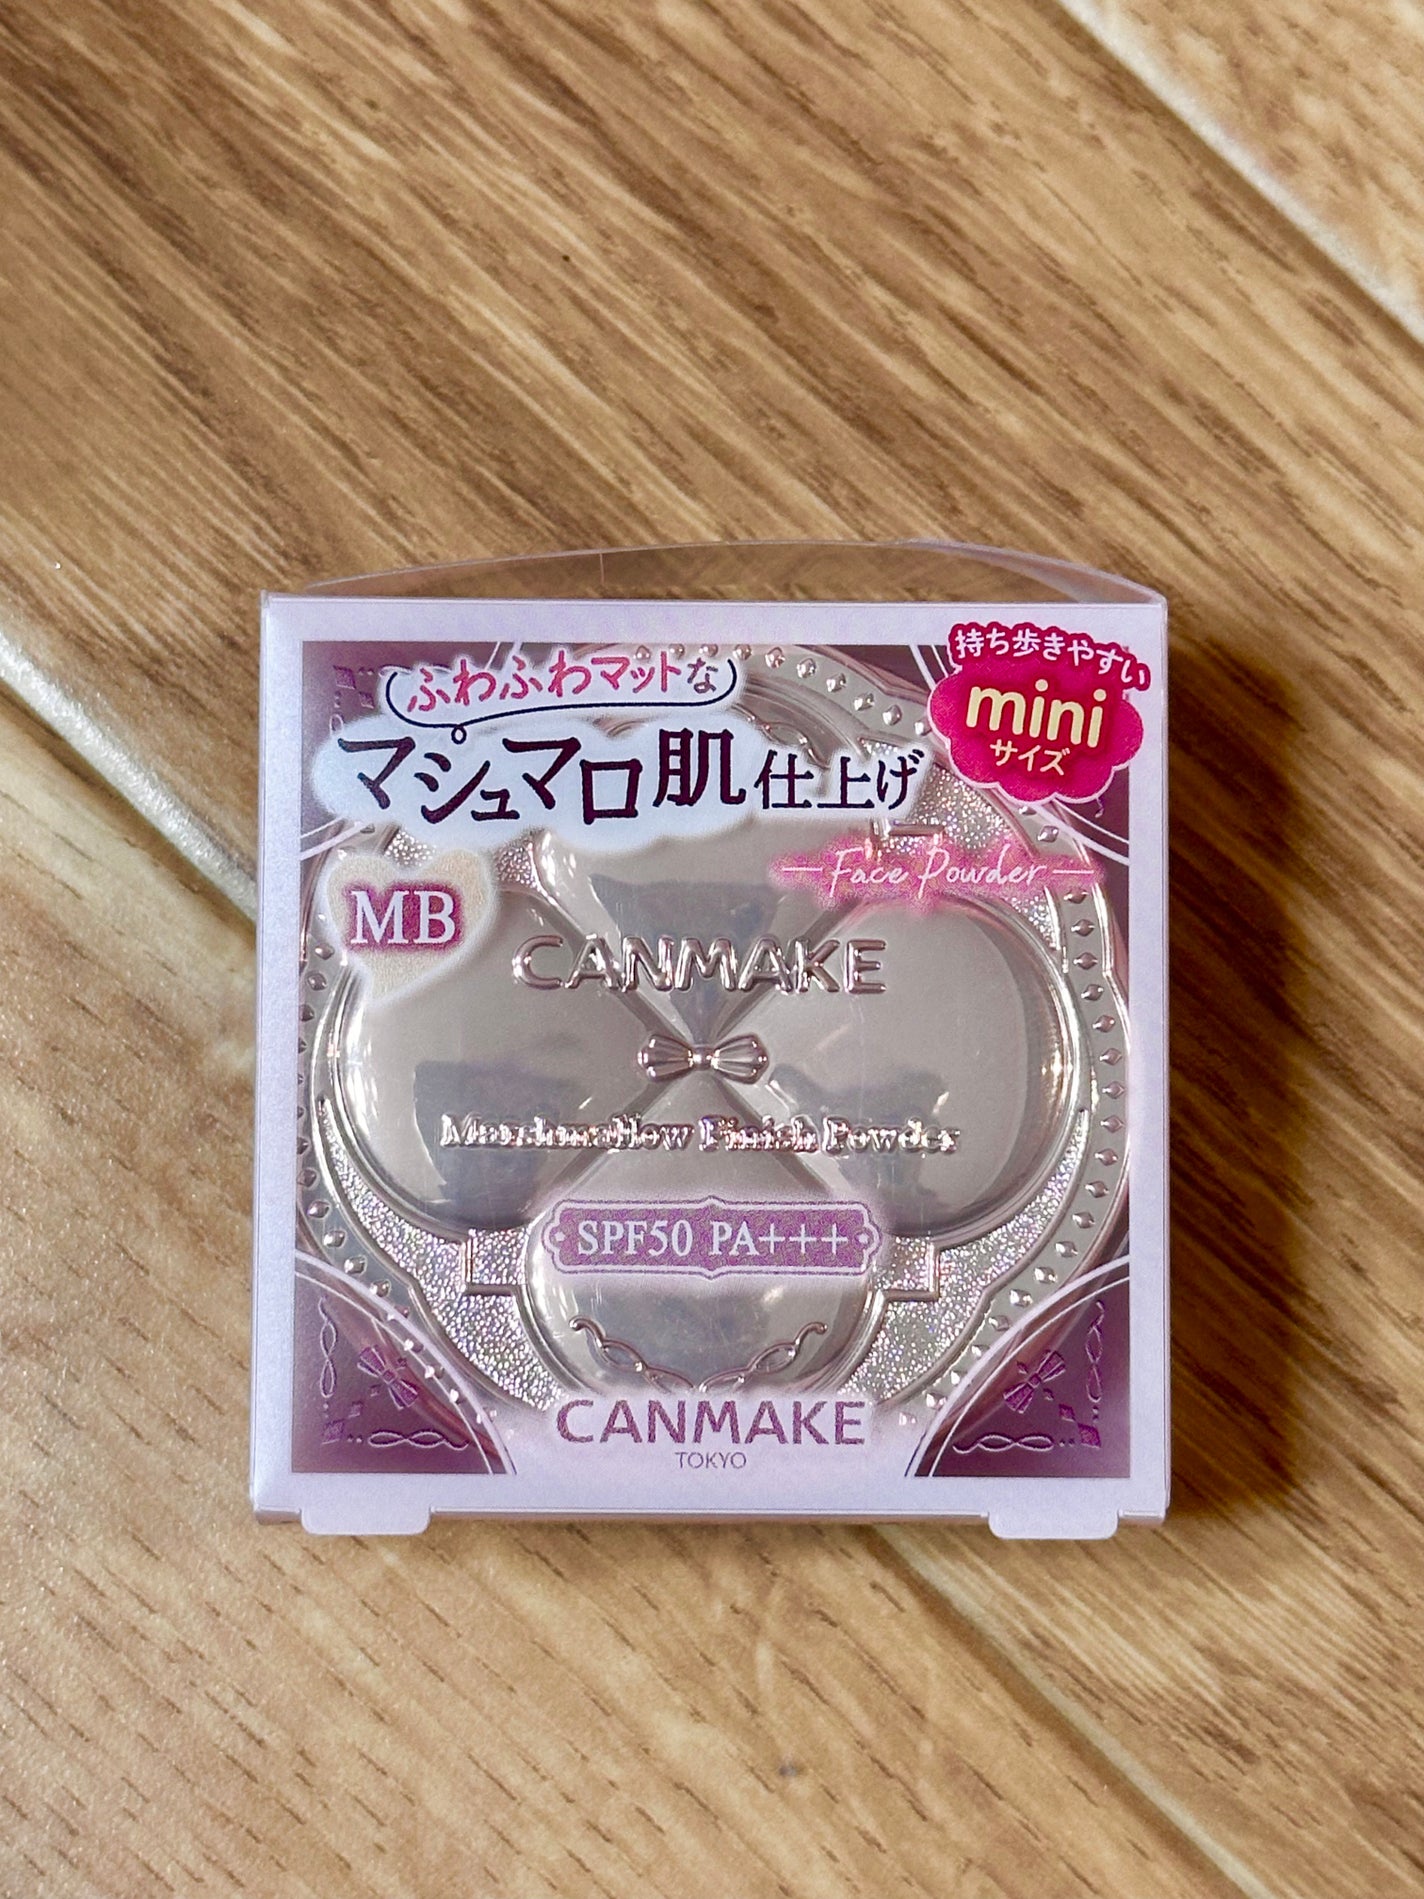 ふわふわマットな
マシュマロ肌仕上げ
持ち歩きやすい
mini
サイズ
Face Powder
MB
CANMAKE
Marshmallow Finish Powder
SPF50 PA+++
CANMAKE
TOKYO